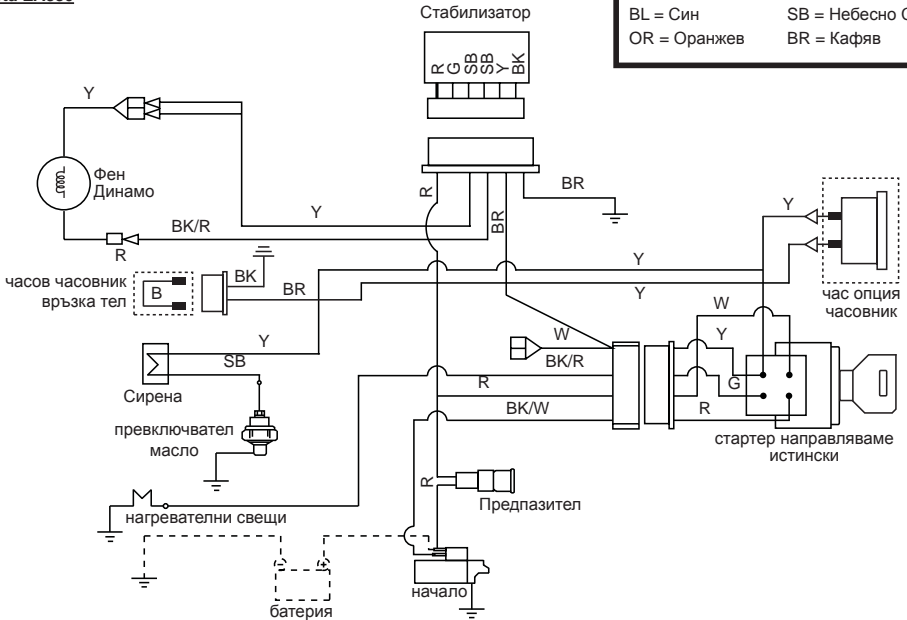 Стабилизатор
BL = Син
SB = Небесно
OR = Оранжев
BR = Кафяв
R
G
SB
SB
Y
BK
Y
Фен
Динамо
R
BR
BR
Y
BK/R
R
Y
час опция
часовник
часов часовник
връзка тел
B
BK
BR
Y
Y
W
Y
G
R
W
BK/R
R
BK/W
Y
SB
Сирена
превключвател
масло
стартер направляваме
истински
R
Предпазител
нагревателни свещи
батерия
начало